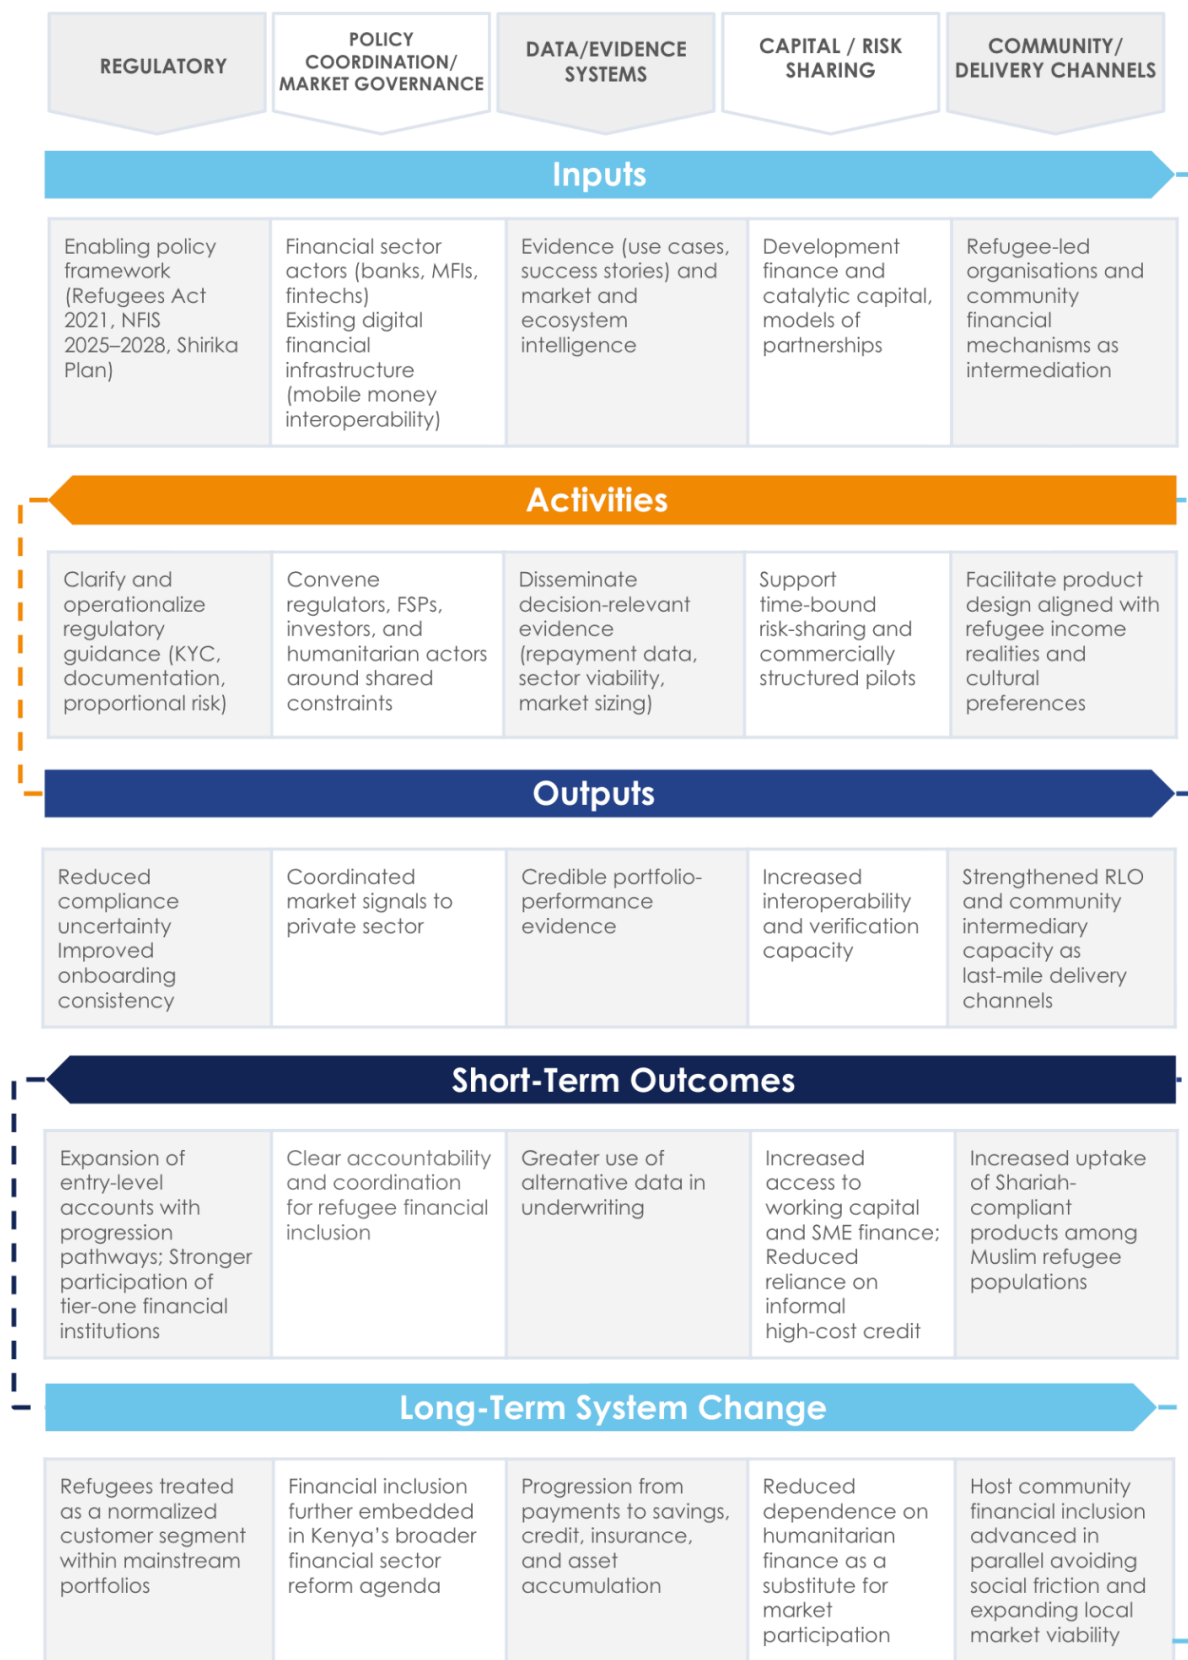 REGULATORY
POLICY
COORDINATION/
MARKET GOVERNANCE
DATA/EVIDENCE
SYSTEMS
CAPITAL / RISK
SHARING
COMMUNITY/
DELIVERY CHANNELS
Inputs
Enabling policy
framework
(Refugees Act
2021, NFIS
2025–2028, Shirika
Plan)
Financial sector
actors (banks, MFIs,
fintechs)
Existing digital
financial
infrastructure
(mobile money
interoperability)
Evidence (use cases,
success stories) and
market and
ecosystem
intelligence
Development
finance and
catalytic capital,
models of
partnerships
Refugee-led
organisations and
community
financial
mechanisms as
intermediation
Activities
Clarify and
operationalize
regulatory
guidance (KYC,
documentation,
proportional risk)
Convene
regulators, FSPs,
investors, and
humanitarian actors
around shared
constraints
Disseminate
decision-relevant
evidence
(repayment data,
sector viability,
market sizing)
Support
time-bound
risk-sharing and
commercially
structured pilots
Facilitate product
design aligned with
refugee income
realities and
cultural
preferences
Outputs
Reduced
compliance
uncertainty
Improved
onboarding
consistency
Coordinated
market signals to
private sector
Credible portfolio-
performance
evidence
Increased
interoperability
and verification
capacity
Strengthened RLO
and community
intermediary
capacity as
last-mile delivery
channels
Short-Term Outcomes
Expansion of
entry-level
accounts with
progression
pathways; Stronger
participation of
tier-one financial
institutions
Clear accountability
and coordination
for refugee financial
inclusion
Greater use of
alternative data in
underwriting
Increased
access to
working capital
and SME finance;
Reduced
reliance on
informal
high-cost credit
Increased uptake
of Shariah-
compliant
products among
Muslim refugee
populations
Long-Term System Change
Refugees treated
as a normalized
customer segment
within mainstream
portfolios
Financial inclusion
further embedded
in Kenya’s broader
financial sector
reform agenda
Progression from
payments to savings,
credit, insurance,
and asset
accumulation
Reduced
dependence on
humanitarian
finance as a
substitute for
market
participation
Host community
financial inclusion
advanced in
parallel avoiding
social friction and
expanding local
market viability